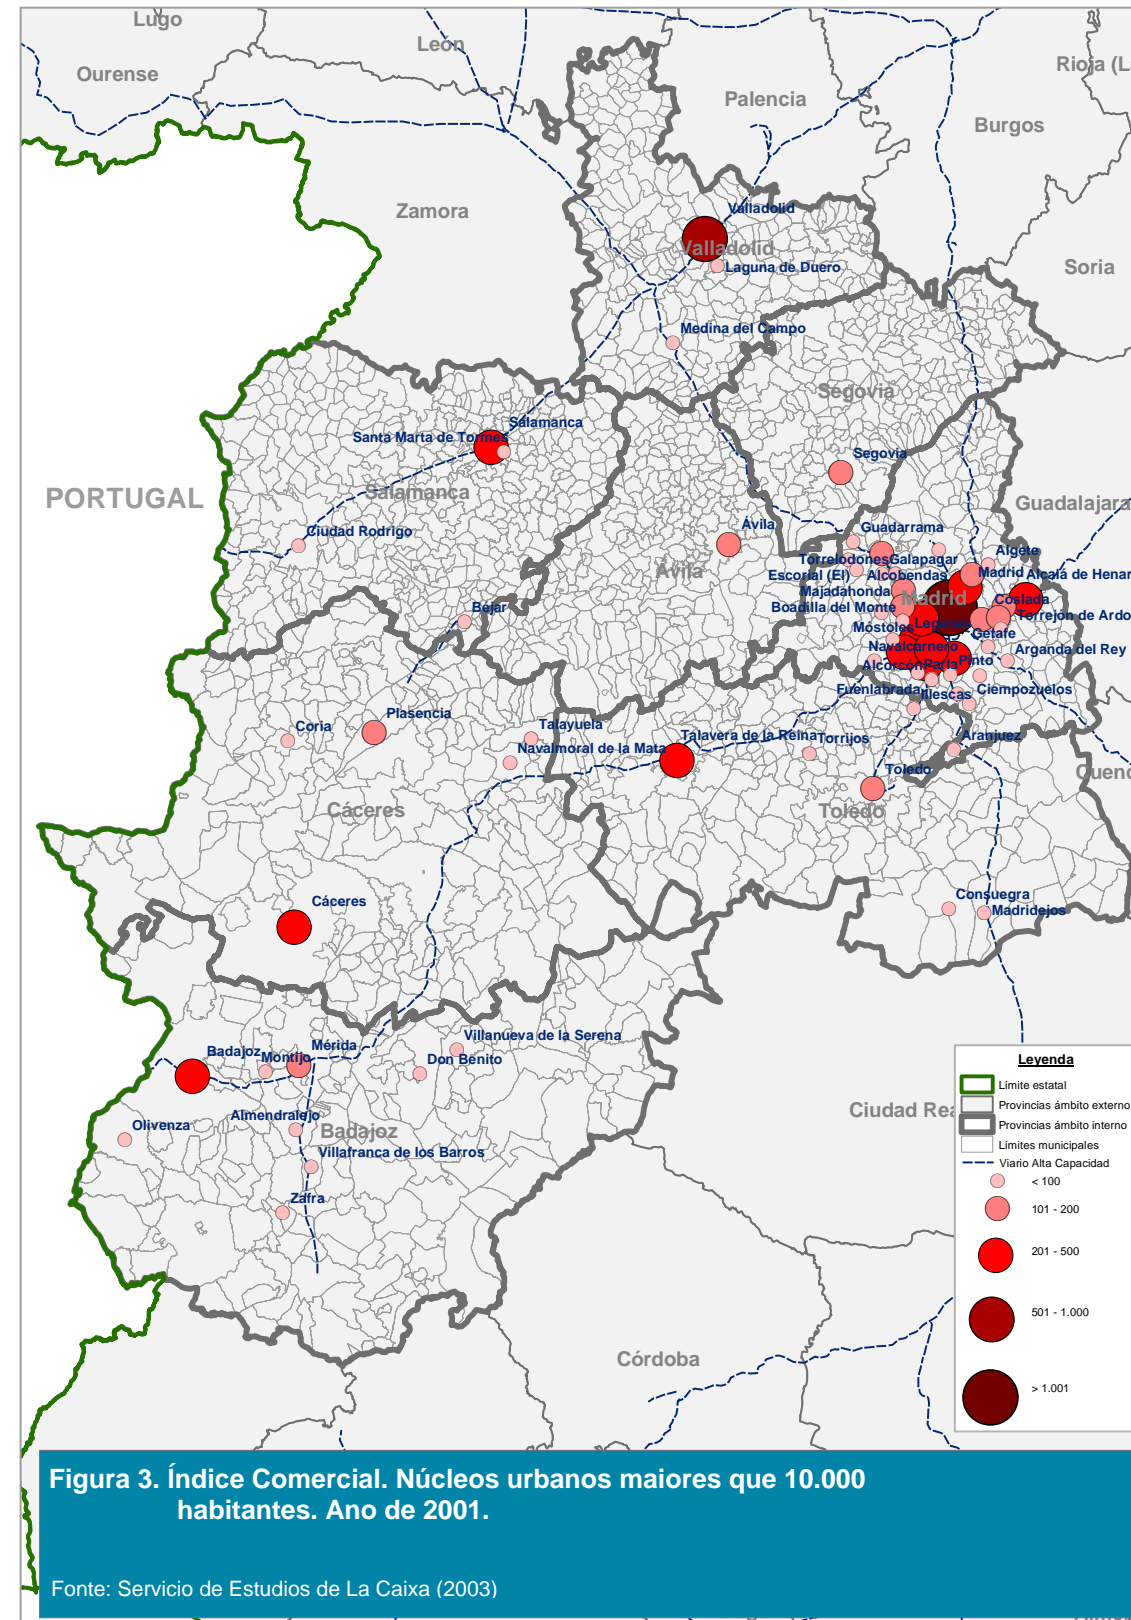 Lugo
León
Ourense
Rioja (La
Palencia
Burgos
Zamora
Valladolid
Valladolid
Soria
Laguna de Duero
Medina del Campo
Segovia
Salamanca
Santa Marta de Tormes
Segovia
Salamanca
PORTUGAL
Guadalajara
Ciudad Rodrigo
Ávila
Guadarrama
Torrelodones
Galapagar
Algete
Ávila
Escorial (El)
Alcobendas
Madrid
Alcalá de Henar
Majadahonda
Madrid
Coslada
Boadilla del Monte
Torrejón de Ardo
Béjar
Móstoles
Leganés
Getafe
Navalcarnero
Arganda del Rey
Alcorcón
Parla
Pinto
Fuenlabrada
Illescas
Ciempozuelos
Plasencia
Coria
Talayuela
Navalmoral de la Mata
Talavera de la Reina
Torrijos
Aranjuez
Toledo
Cuenc
Cáceres
Toledo
Cáceres
Consuegra
Madridejos
Badajoz
Montijo
Mérida
Villanueva de la Serena
Don Benito
Olivenza
Almendralejo
Badajoz
Villafranca de los Barros
Zafra
Ciudad Rea
Córdoba
Leyenda
Límite estatal
Provincias ámbito externo
Provincias ámbito interno
Límites municipales
Viario Alta Capacidad
< 100
101 - 200
201 - 500
501 - 1.000
> 1.001
Figura 3. Índice Comercial. Núcleos urbanos maiores que 10.000
habitantes. Ano de 2001.
Fonte: Servicio de Estudios de La Caixa (2003)